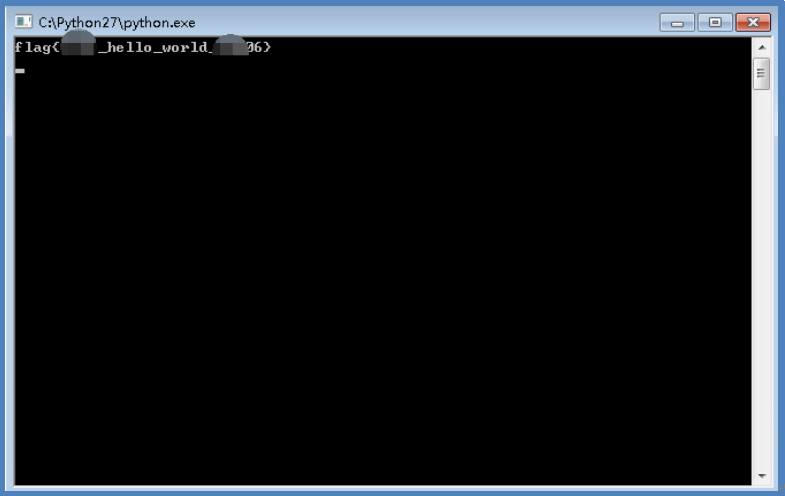 C:\Python27\python.exe
flag{ _hello_world_ 06}